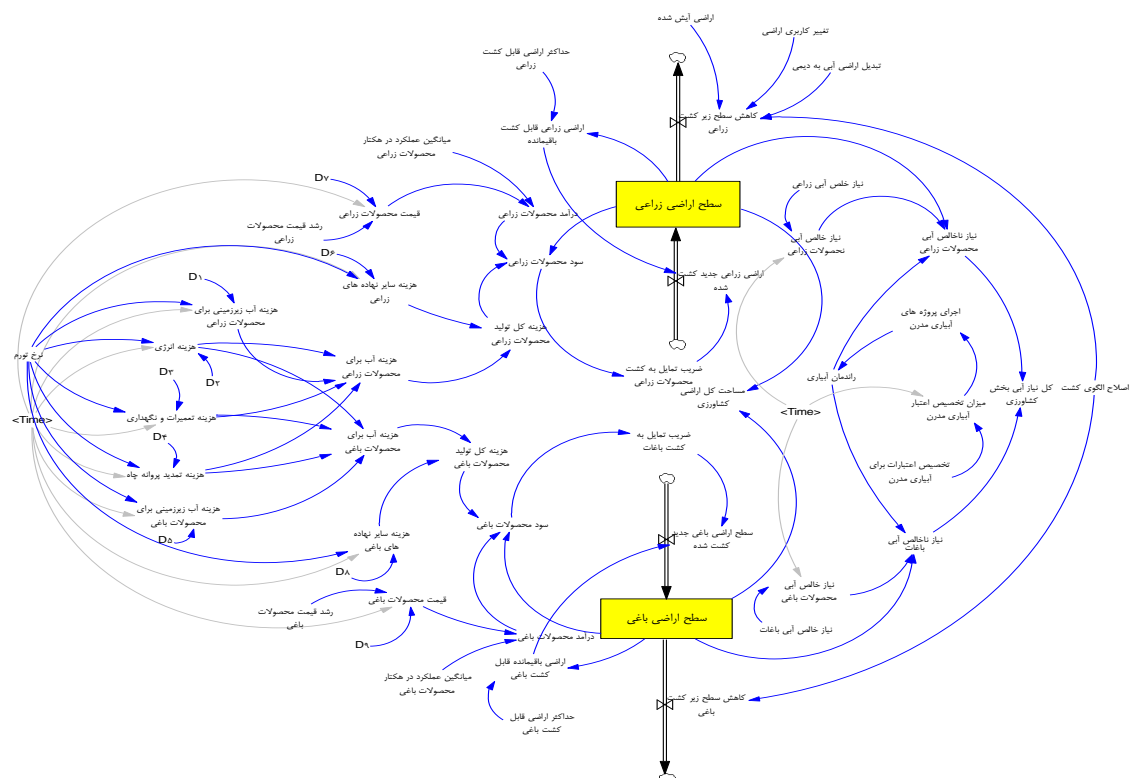 اراضی آیش شده
تغییر کاربری اراضی
تبدیل اراضی آبی به دیمی
حداکثر اراضی قابل کشت
زراعی
کاهش سطح زیر کشت
زراعی
اراضی زراعی قابل کشت
باقیمانده
میانگین عملکرد در هکتار
محصولات زراعی
D۷
قیمت محصولات زراعی
رشد قیمت محصولات
زراعی
درآمد محصولات زراعی
سطح اراضی زراعی
نیاز خلص آبی زراعی
نیاز خالص آبی
نحصولات زراعی
نیاز ناخالص آبی
محصولات زراعی
سود محصولات زراعی
D۶
هزینه سایر نهاده های
زراعی
اراضی زراعی جدید کشت
شده
D۱
هزینه آب زیرزمینی برای
محصولات زراعی
هزینه کل تولید
محصولات زراعی
اجرای پروژه های
آبیاری مدرن
نرخ تورم
هزینه انرژی
D۲
هزینه آب برای
محصولات زراعی
ضریب تمایل به کشت
محصولات زراعی
راندمان آبیاری
D۳
مساحت کل اراضی
کشاورزی
کل نیاز آبی بخش
کشاورزی
اصلاح الگوی کشت
<Time>
هزینه تعمیرات و نگهداری
<Time>
میزان تخصیص اعتبار
آبیاری مدرن
D۴
هزینه آب برای
محصولات باغی
ضریب تمایل به
کشت باغات
هزینه کل تولید
محصولات باغی
هزینه تمدید پروانه چاه
تخصیص اعتبارات برای
آبیاری مدرن
هزینه آب زیرزمینی برای
محصولات باغی
D۵
سود محصولات باغی
سطح اراضی باغی جدید
کشت شده
هزینه سایر نهاده
های باغی
نیاز ناخالص آبی
باغات
D۸
نیاز خالص آبی
محصولات باغی
قیمت محصولات باغی
رشد قیمت محصولات
باغی
سطح اراضی باغی
نیاز خالص آبی باغات
درآمد محصولات باغی
D۹
اراضی باقیمانده قابل
کشت باغی
میانگین عملکرد در هکتار
محصولات باغی
کاهش سطح زیر کشت
باغی
حداکثر اراضی قابل
کشت باغی